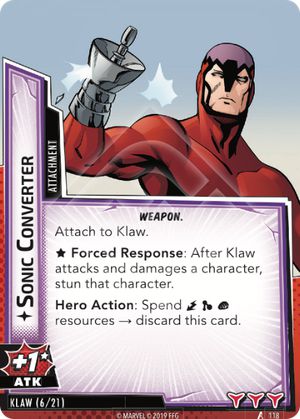 SONIC CONVERTER
ATTACHMENT
WEAPON.
Attach to Klaw.
★ Forced Response: After Klaw
attacks and damages a character,
stun that character.
Hero Action: Spend
resources → discard this card.
+1
ATK
KLAW (6/21)
© MARVEL © 2019 FFG
118